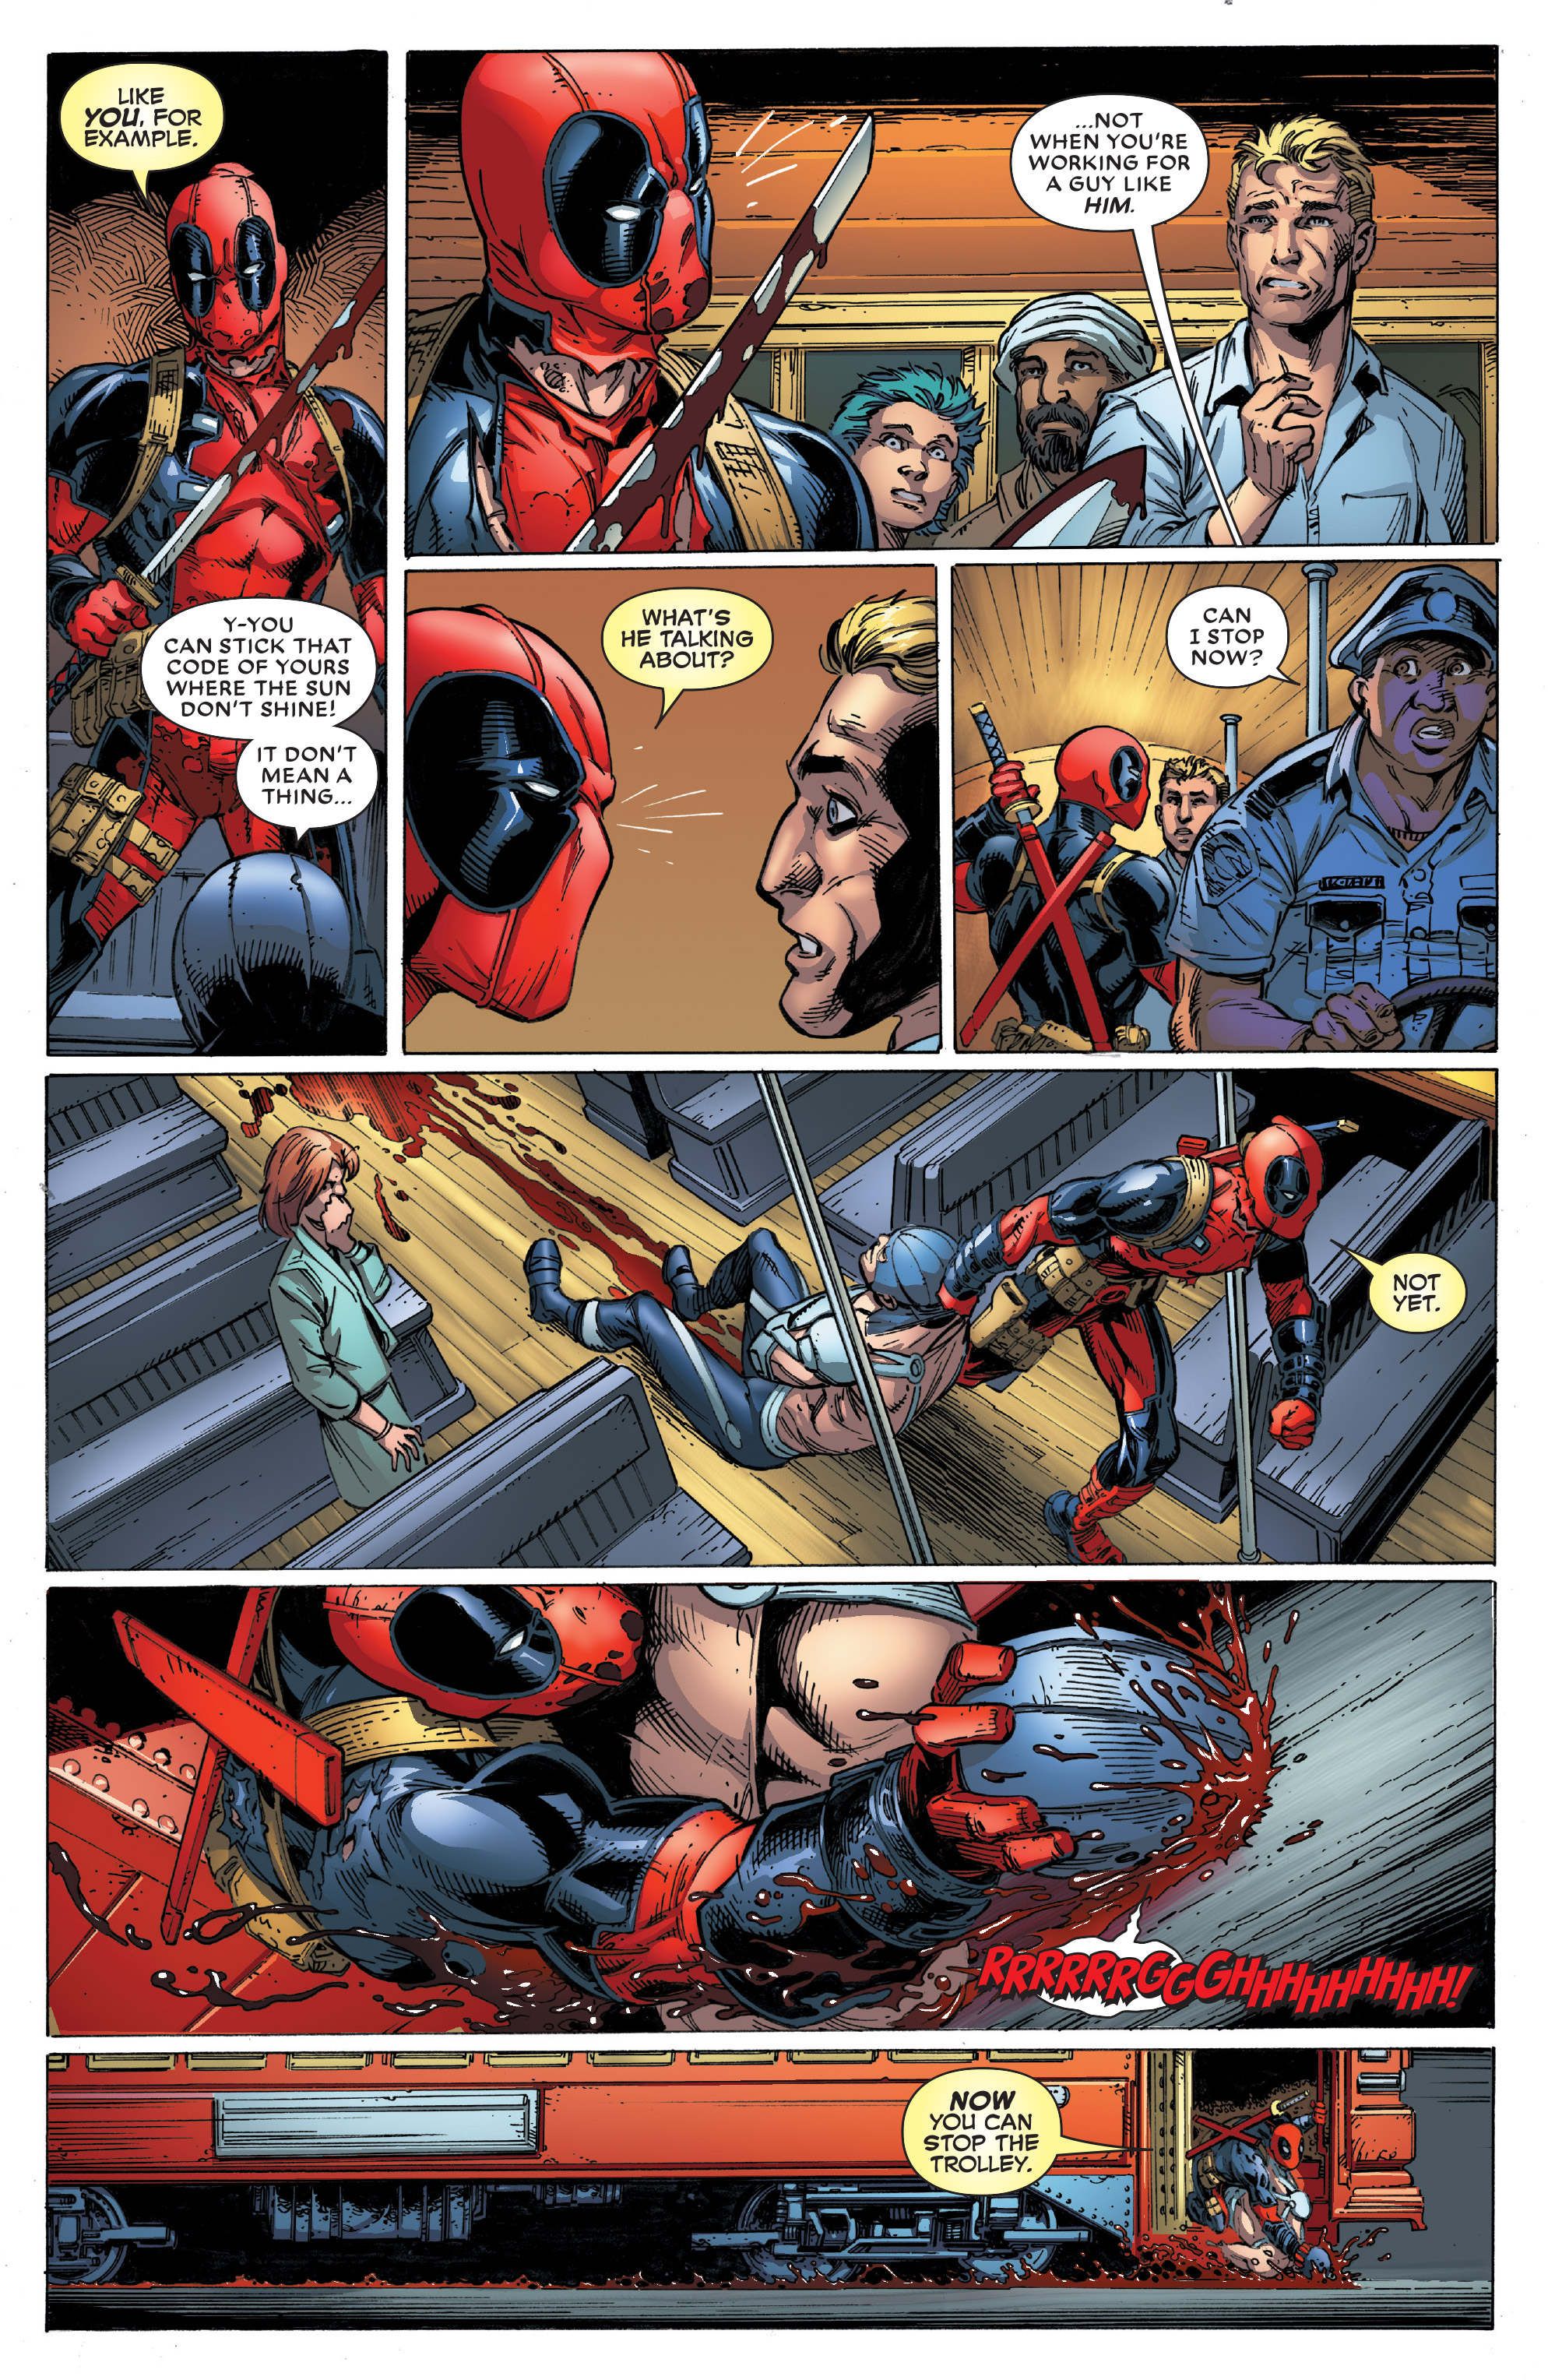 LIKE
YOU, FOR
EXAMPLE.
Y-YOU
CAN STICK THAT
CODE OF YOURS
WHERE THE SUN
DON'T SHINE!
IT DON'T
MEAN A
THING...
...NOT
WHEN YOU'RE
WORKING FOR
A GUY LIKE
HIM.
WHAT'S
HE TALKING
ABOUT?
CAN
I STOP
NOW?
NOT
YET.
RRRRRRGGGHHHHHHHHH!
NOW
YOU CAN
STOP THE
TROLLEY.